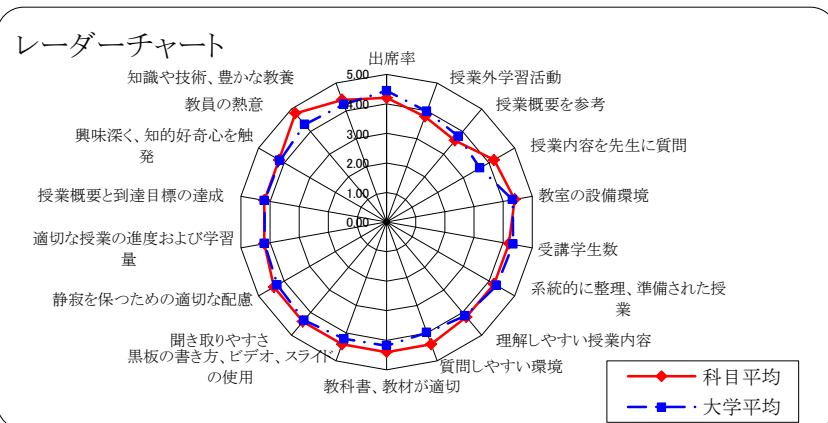 レーダーチャート
出席率
授業外学習活動
授業概要を参考
授業内容を先生に質問
教室の設備環境
受講学生数
系統的に整理、準備された授
業
理解しやすい授業内容
質問しやすい環境
教科書、教材が適切
黒板の書き方、ビデオ、スライド
の使用
聞き取りやすさ
静寂を保つための適切な配慮
適切な授業の進度および学習
量
授業概要と到達目標の達成
興味深く、知的好奇心を触
発
教員の熱意
知識や技術、豊かな教養
5.00
4.00
3.00
2.00
1.00
0.00
科目平均
大学平均